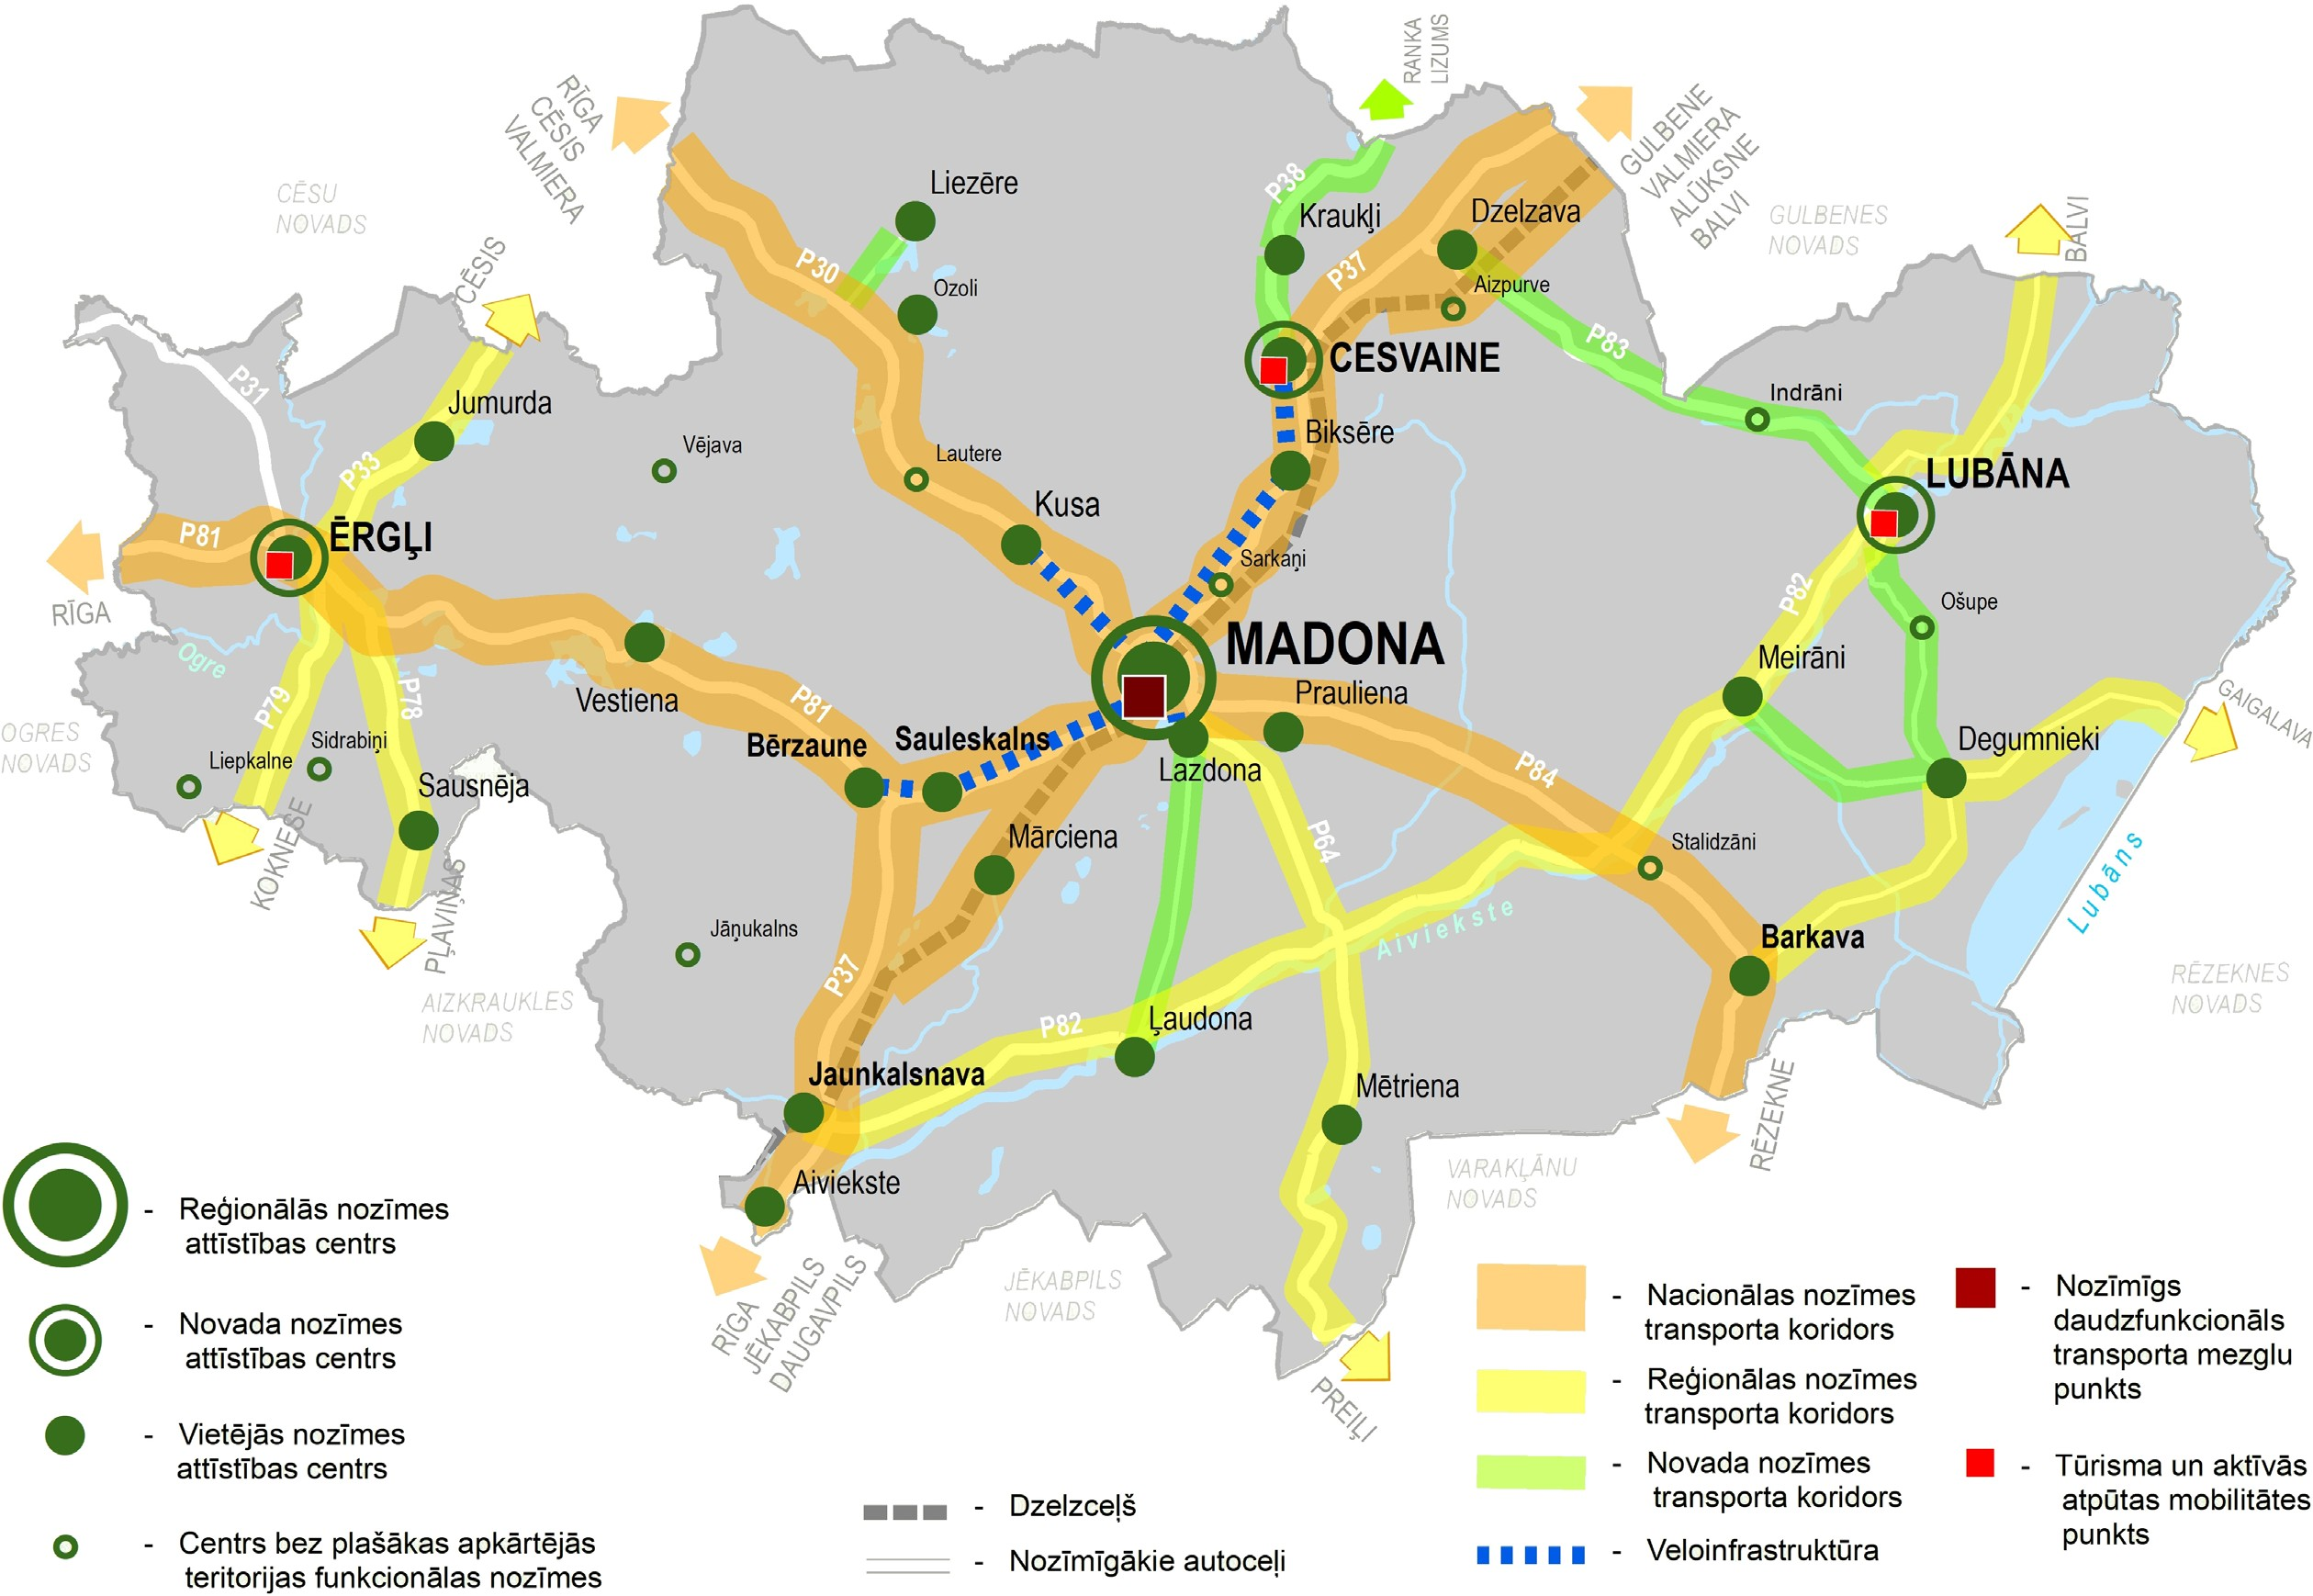 RANKA
LIZUMS
RĪGA
CĒSIS
VALMIERA
GULBENE
VALMIERA
ALŪKSNE
BALVI
CĒSU
NOVADS
GULBENES
NOVADS
BALVI
Liezēre
P38
Kraukļi
Dzelzava
CĒSIS
P30
P37
Ozoli
Aizpurve
P83
CESVAINE
P31
Jumurda
Indrāni
Vējava
Lautere
Biksēre
P33
LUBĀNA
Kusa
P81
ĒRGĻI
Sarkaņi
RĪGA
P82
Ošupe
Ogre
MADONA
Meirāni
Prauliena
Vestiena
P79
P78
P81
GAIGALAVA
OGRES
NOVADS
Sidrabiņi
Liepkalne
Bērzaune
Sauleskalns
Lazdona
Degumnieki
P84
Sausnēja
Mārciena
P64
Stalidzāni
KOKNESE
PĻAVIŅAS
Lubāns
Jāņukalns
Aiviekste
Barkava
P37
AIZKRAUKLES
NOVADS
RĒZEKNES
NOVADS
P82
Ļaudona
Jaunkalsnava
Mētriena
RĒZEKNE
Aiviekste
VARAKĻĀNU
NOVADS
RĪGA
JĒKABPILS
DAUGAVPILS
JĒKABPILS
NOVADS
PREIĻI
- Reģionālās nozīmes
attīstības centrs
- Novada nozīmes
attīstības centrs
- Vietējās nozīmes
attīstības centrs
- Centrs bez plašākas apkārtējās
teritorijas funkcionālas nozīmes
- Dzelzceļš
- Nozīmīgākie autoceļi
- Nacionālas nozīmes
transporta koridors
- Reģionālas nozīmes
transporta koridors
- Novada nozīmes
transporta koridors
- Veloinfrastruktūra
- Nozīmīgs
daudzfunkcionāls
transporta mezglu
punkts
- Tūrisma un aktīvās
atpūtas mobilitātes
punkts